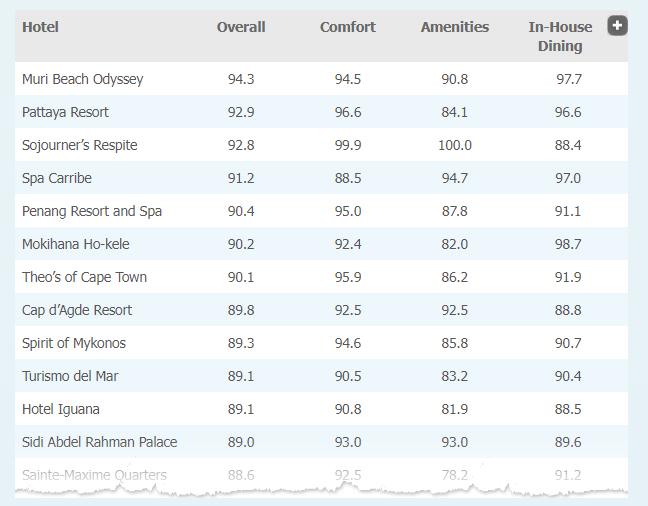 Hotel Overall Comfort Amenities In-House Dining
Muri Beach Odyssey 94.3 94.5 90.8 97.7
Pattaya Resort 92.9 96.6 84.1 96.6
Sojourner’s Respite 92.8 99.9 100.0 88.4
Spa Carribe 91.2 88.5 94.7 97.0
Penang Resort and Spa 90.4 95.0 87.8 91.1
Mokihana Ho-kele 90.2 92.4 82.0 98.7
Theo’s of Cape Town 90.1 95.9 86.2 91.9
Cap d’Agde Resort 89.8 92.5 92.5 88.8
Spirit of Mykonos 89.3 94.6 85.8 90.7
Turismo del Mar 89.1 90.5 83.2 90.4
Hotel Iguana 89.1 90.8 81.9 88.5
Sidi Abdel Rahman Palace 89.0 93.0 93.0 89.6
Sainte-Maxime Quarters 88.6 92.5 78.2 91.2